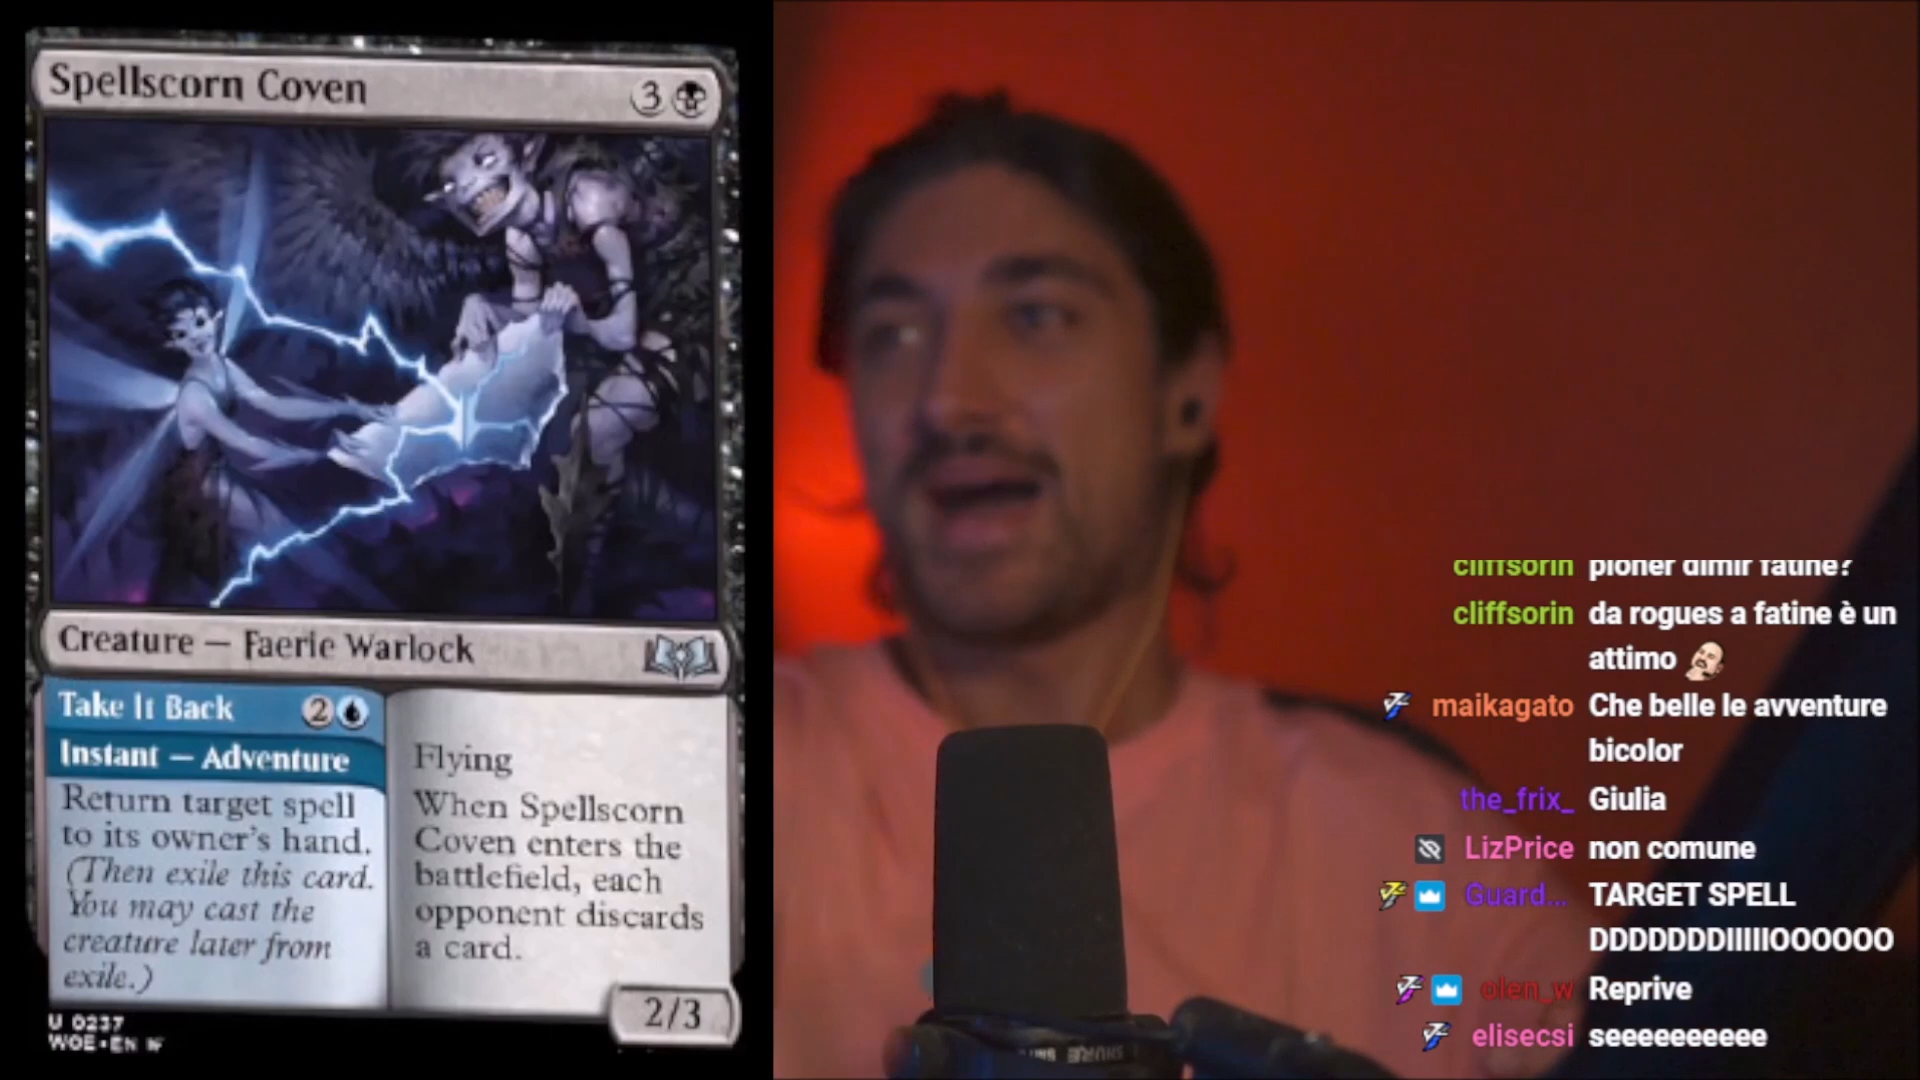 Spellscorn Coven
3
Creature — Faerie Warlock
Take It Back
2
Instant — Adventure
Return target spell
to its owner's hand.
(Then exile this card.
You may cast the
creature later from
exile.)
Flying
When Spellscorn
Coven enters the
battlefield, each
opponent discards
a card.
2/3
U 0237
WOE • EN
cliffsorin pioner dimir fatine?
cliffsorin da rogues a fatine è un
attimo
maikagato Che belle le avventure
bicolor
the_frix_ Giulia
LizPrice non comune
Guard... TARGET SPELL
DDDDDDDIIIIIOOOOOO
olen_w Reprive
elisecsi seeeeeeeeee